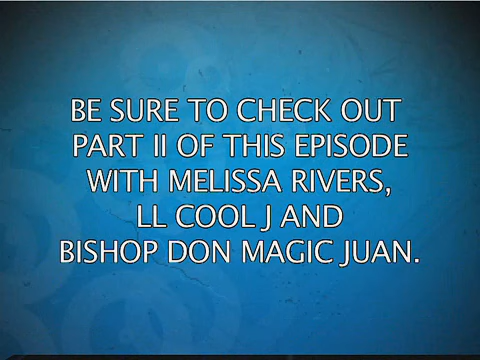 BE SURE TO CHECK OUT
PART II OF THIS EPISODE
WITH MELISSA RIVERS,
LL COOL J AND
BISHOP DON MAGIC JUAN.